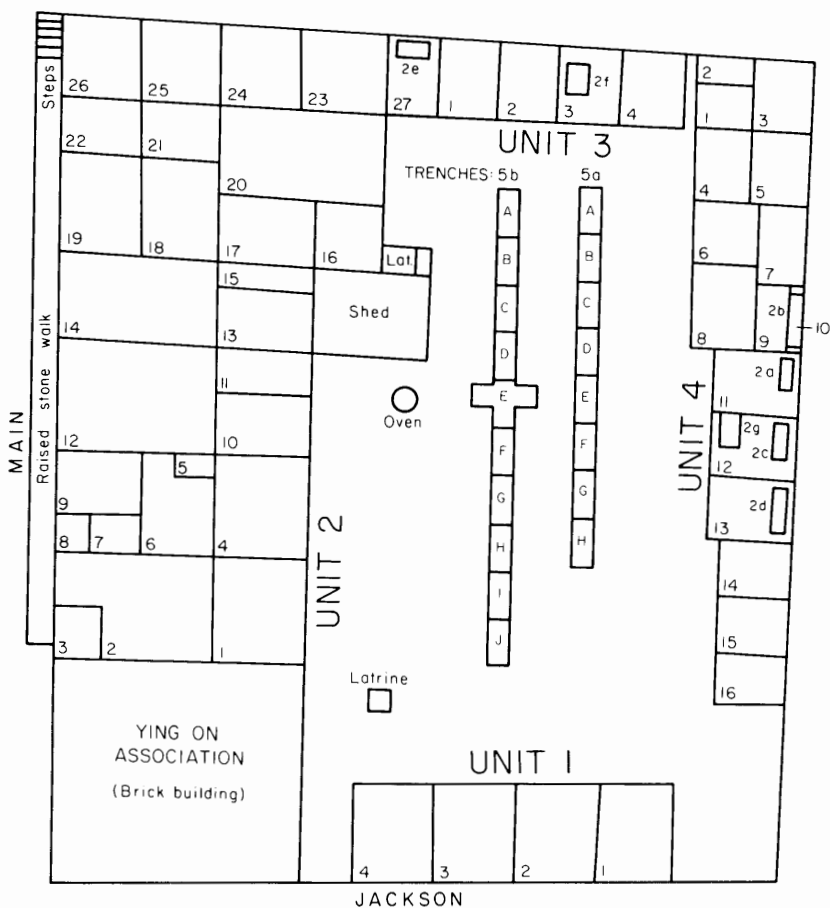 Steps
26
25
24
23
2e
27
1
2
2f
3
4
2
1
3
UNIT 3
22
21
TRENCHES: 5b 5a
20
4
5
19
18
17
16
Lat.
6
7
15
Shed
14
13
8
9
2b
10
MAIN
Raised stone walk
11
12
10
Oven
2a
11
UNIT 4
2g
2c
12
2d
13
5
9
8
7
6
4
UNIT 2
14
15
16
3
2
1
A
B
C
D
E
F
G
H
I
J
A
B
C
D
E
F
G
H
Latrine
YING ON
ASSOCIATION
(Brick building)
UNIT 1
4
3
2
1
JACKSON